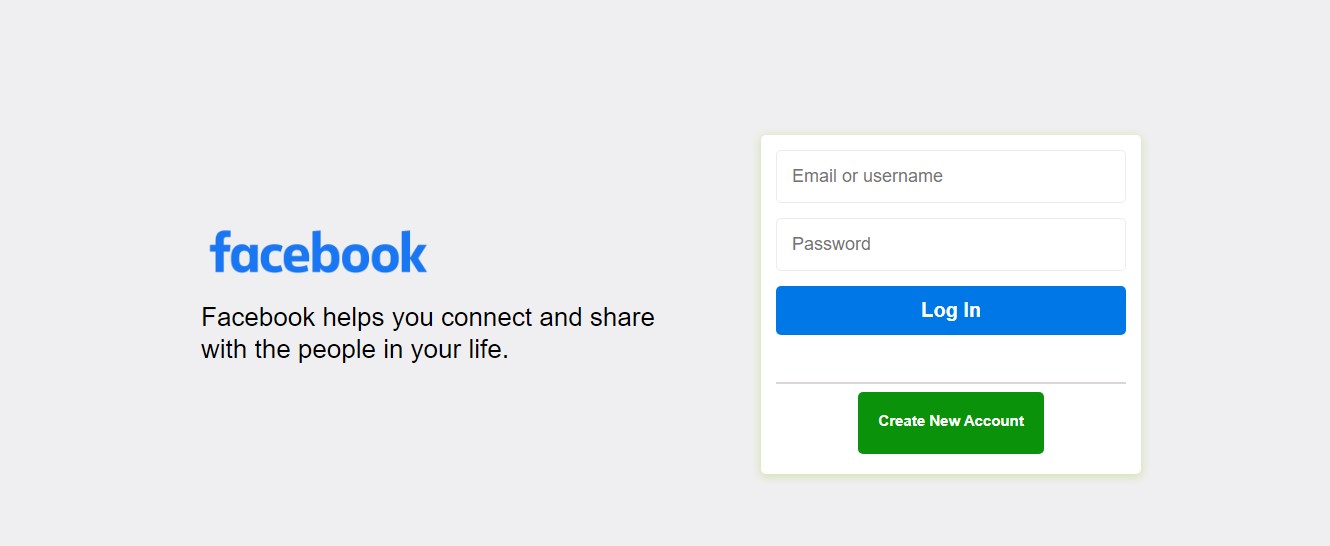 facebook
Facebook helps you connect and share
with the people in your life.
Email or username
Password
Log In
Create New Account